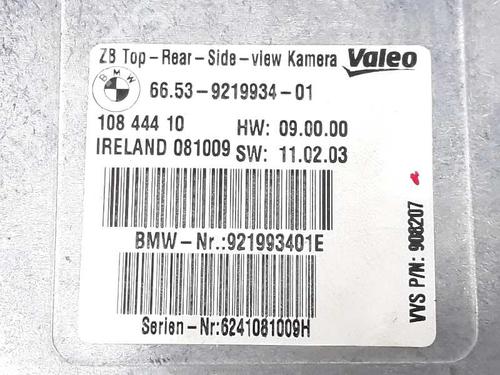 ZB Top-Rear-Side-view Kamera Valeo
BMW
66.53-9219934-01
108 444 10 HW: 09.00.00
IRELAND 081009 SW: 11.02.03
BMW-Nr.:921993401E
Serien-Nr:6241081009H
VVS P/N: 908207